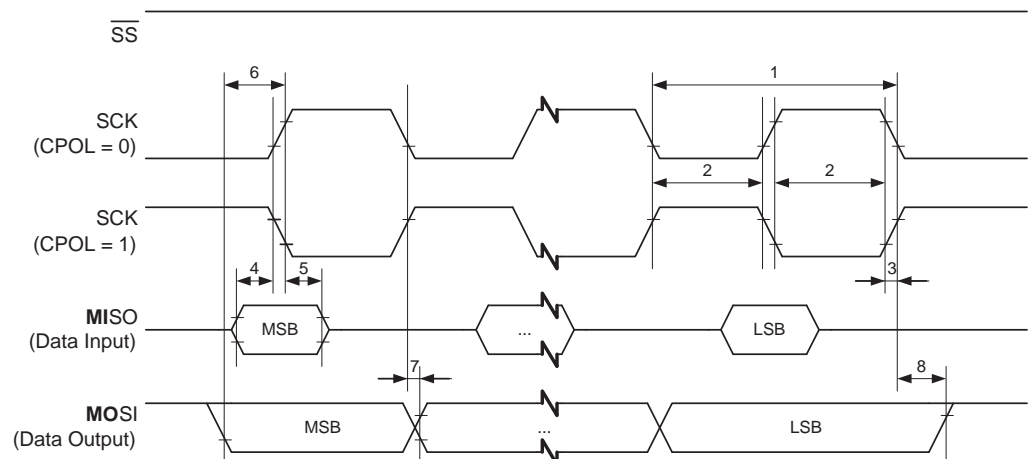 SS
6
1
SCK
(CPOL = 0)
2
2
SCK
(CPOL = 1)
4
5
3
MISO
(Data Input)
MSB
...
LSB
7
8
MOSI
(Data Output)
MSB
...
LSB